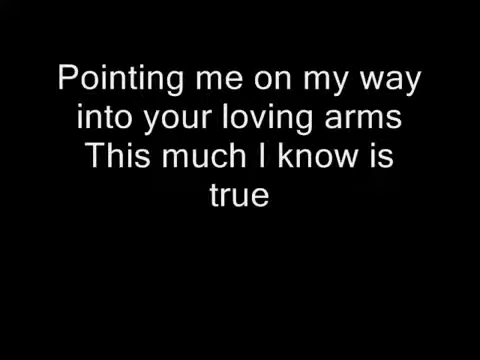 Pointing me on my way
into your loving arms
This much I know is
true